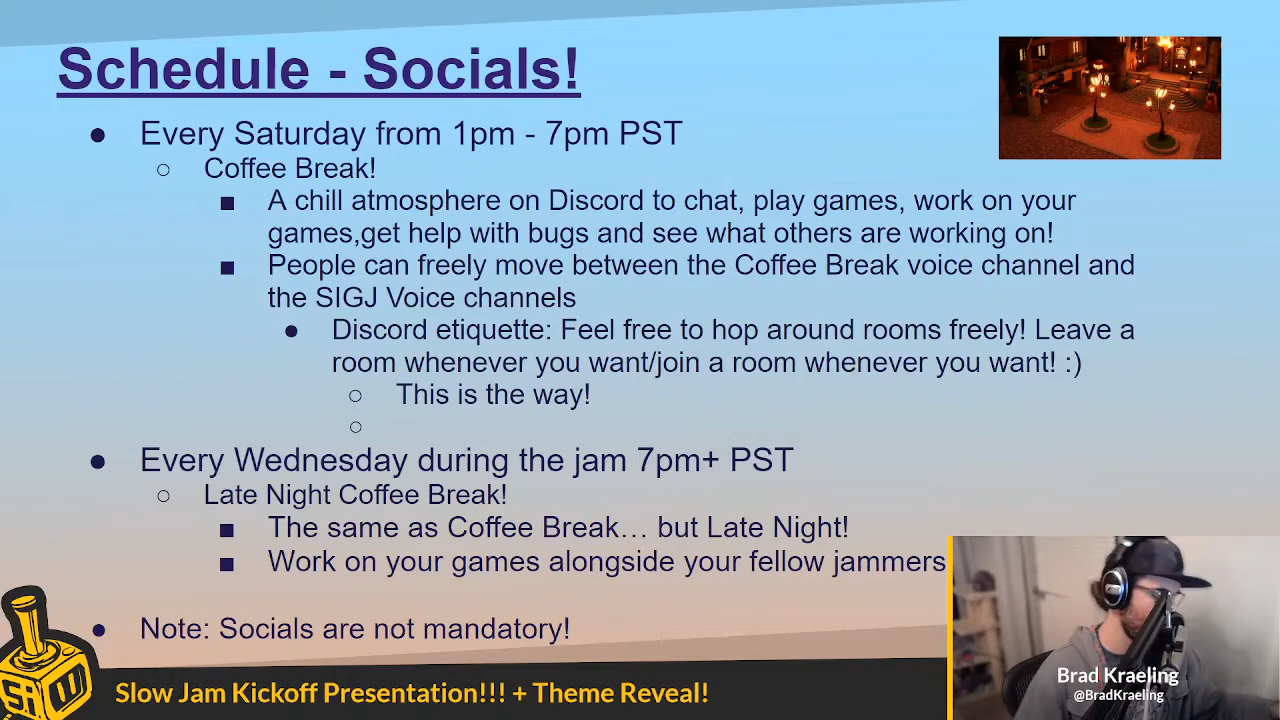 Schedule - Socials!
● Every Saturday from 1pm - 7pm PST
○ Coffee Break!
■ A chill atmosphere on Discord to chat, play games, work on your
games,get help with bugs and see what others are working on!
■ People can freely move between the Coffee Break voice channel and
the SIGJ Voice channels
● Discord etiquette: Feel free to hop around rooms freely! Leave a
room whenever you want/join a room whenever you want! :)
○ This is the way!
○
● Every Wednesday during the jam 7pm+ PST
○ Late Night Coffee Break!
■ The same as Coffee Break… but Late Night!
■ Work on your games alongside your fellow jammers
● Note: Socials are not mandatory!
Brad Kraeling
@BradKraeling
Slow Jam Kickoff Presentation!!! + Theme Reveal!